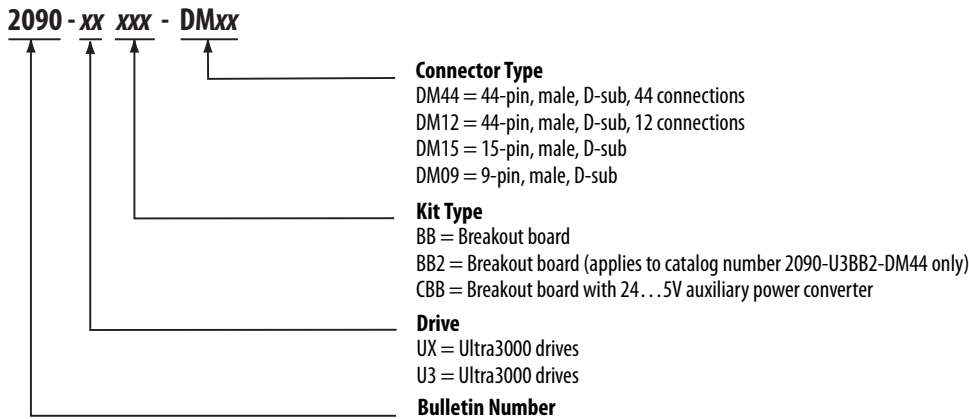 2090 - xx xxx - DMxx
Connector Type
DM44 = 44-pin, male, D-sub, 44 connections
DM12 = 44-pin, male, D-sub, 12 connections
DM15 = 15-pin, male, D-sub
DM09 = 9-pin, male, D-sub
Kit Type
BB = Breakout board
BB2 = Breakout board (applies to catalog number 2090-U3BB2-DM44 only)
CBB = Breakout board with 24…5V auxiliary power converter
Drive
UX = Ultra3000 drives
U3 = Ultra3000 drives
Bulletin Number